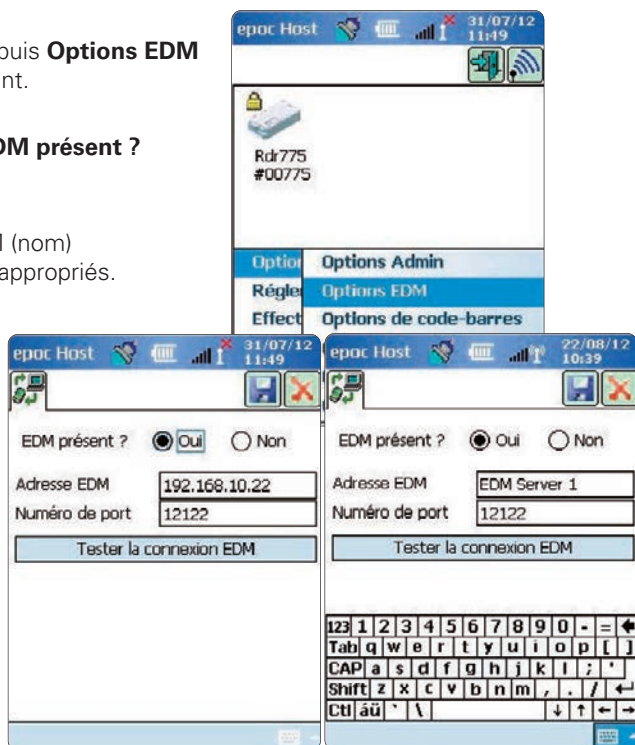 puis Options EDM
nt.
DM présent ?
(nom)
appropriés.
epoc Host 31/07/12
11:49
Rdr775
#00775
Option Options Admin
Régle Options EDM
Effect Options de code-barres
epoc Host 31/07/12
11:49
EDM présent ? Oui Non
Adresse EDM 192.168.10.22
Numéro de port 12122
Tester la connexion EDM
epoc Host 22/08/12
10:39
EDM présent ? Oui Non
Adresse EDM EDM Server 1
Numéro de port 12122
Tester la connexion EDM
123 1 2 3 4 5 6 7 8 9 0 - =
Tab q w e r t y u i o p [ ]
CAP a s d f g h j k l ; '
Shift z x c v b n m , . /
Ctl áü ` \